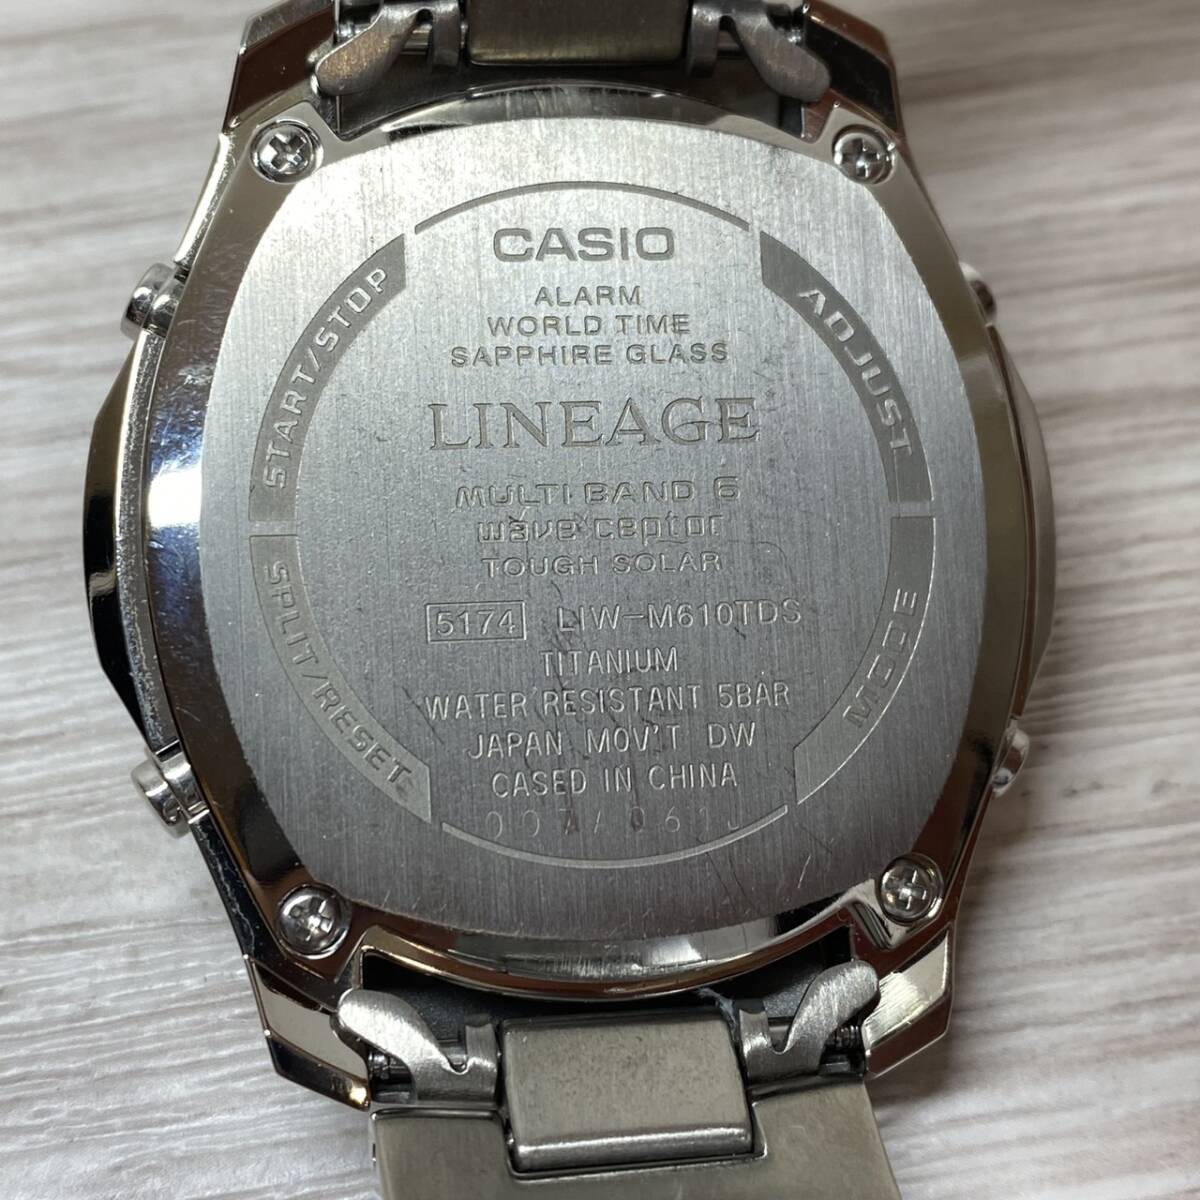 CASIO
ALARM
WORLD TIME
SAPPHIRE GLASS
LINEAGE
MULTI BAND 6
wave ceptor
TOUGH SOLAR
5174 LIW-M610TDS
TITANIUM
WATER RESISTANT 5BAR
JAPAN MOV'T DW
CASED IN CHINA
START/STOP
ADJUST
SPLIT/RESET
MODE